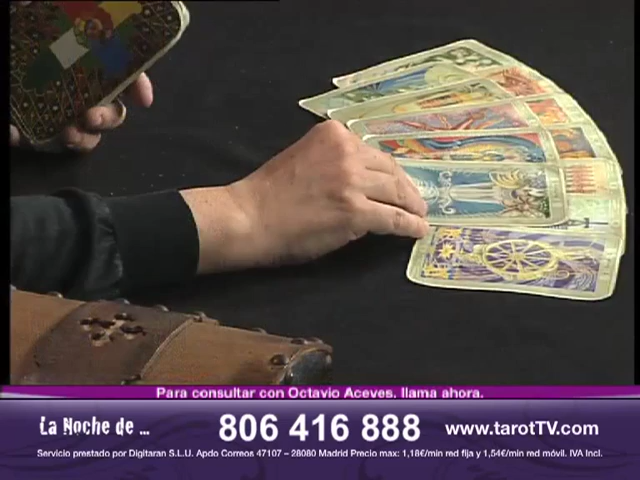 Para consultar con Octavio Aceves, llama ahora.
La Noche de ... 806 416 888 www.tarotTV.com
Servicio prestado por Digitaran S.L.U. Apdo Correos 47107 – 28080 Madrid Precio max: 1,18€/min red fija y 1,54€/min red móvil. IVA Incl.